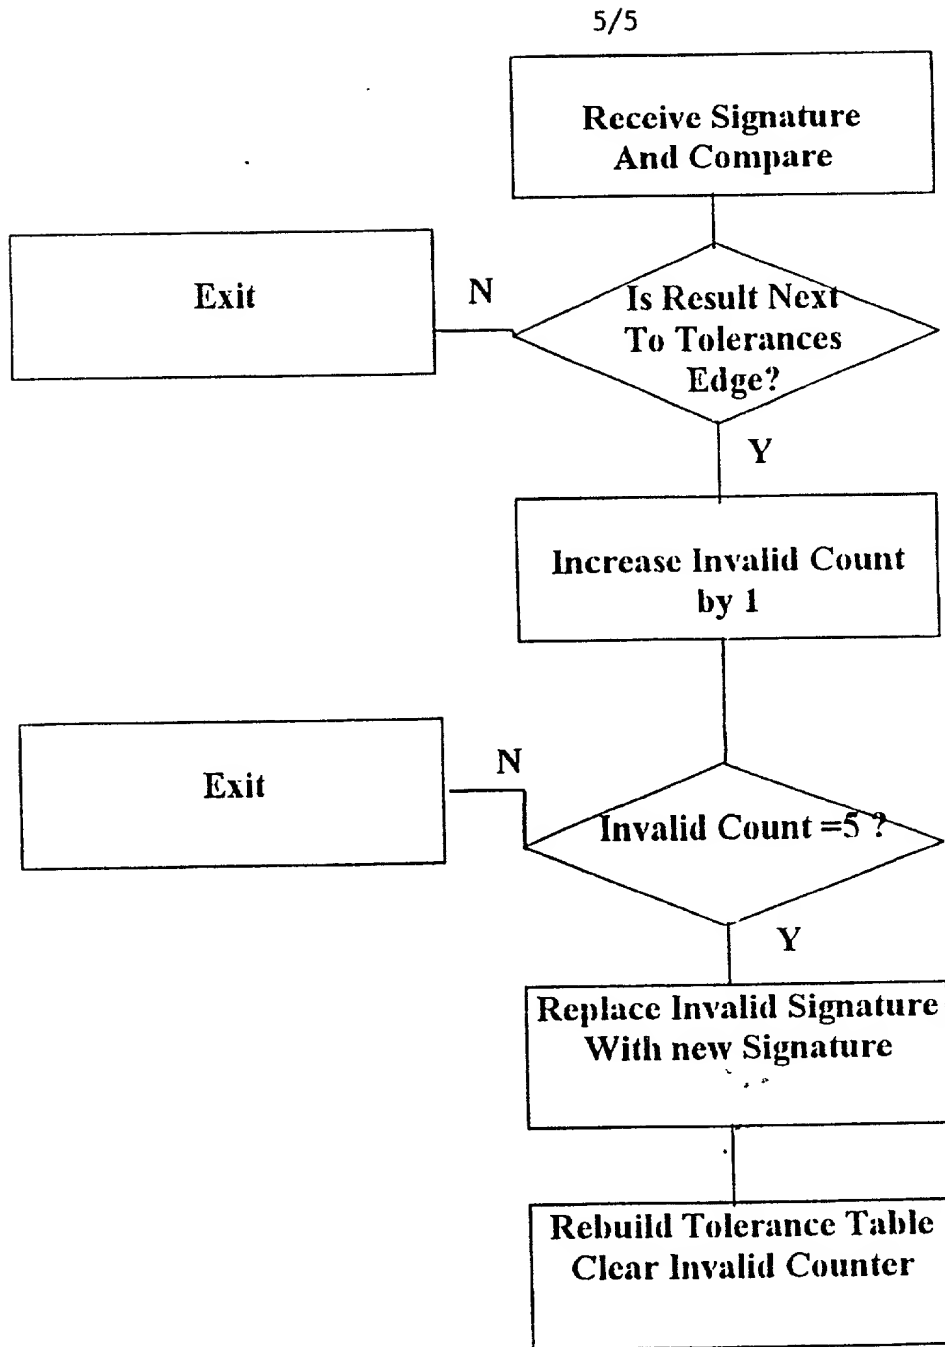 5/5
Receive Signature
And Compare
Exit
N
Is Result Next
To Tolerances
Edge?
Y
Increase Invalid Count
by 1
Exit
N
Invalid Count =5 ?
Y
Replace Invalid Signature
With new Signature
Rebuild Tolerance Table
Clear Invalid Counter